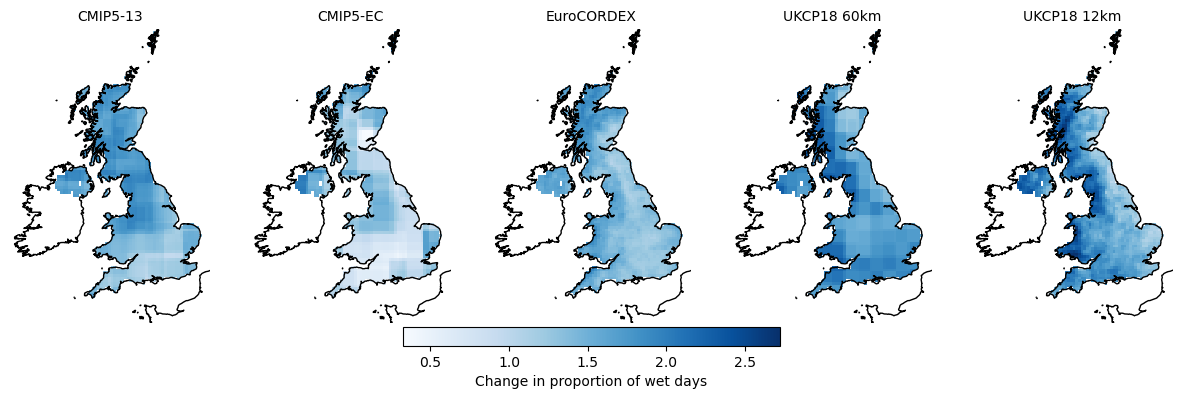 CMIP5-13 CMIP5-EC EuroCORDEX UKCP18 60km UKCP18 12km
0.5 1.0 1.5 2.0 2.5
Change in proportion of wet days